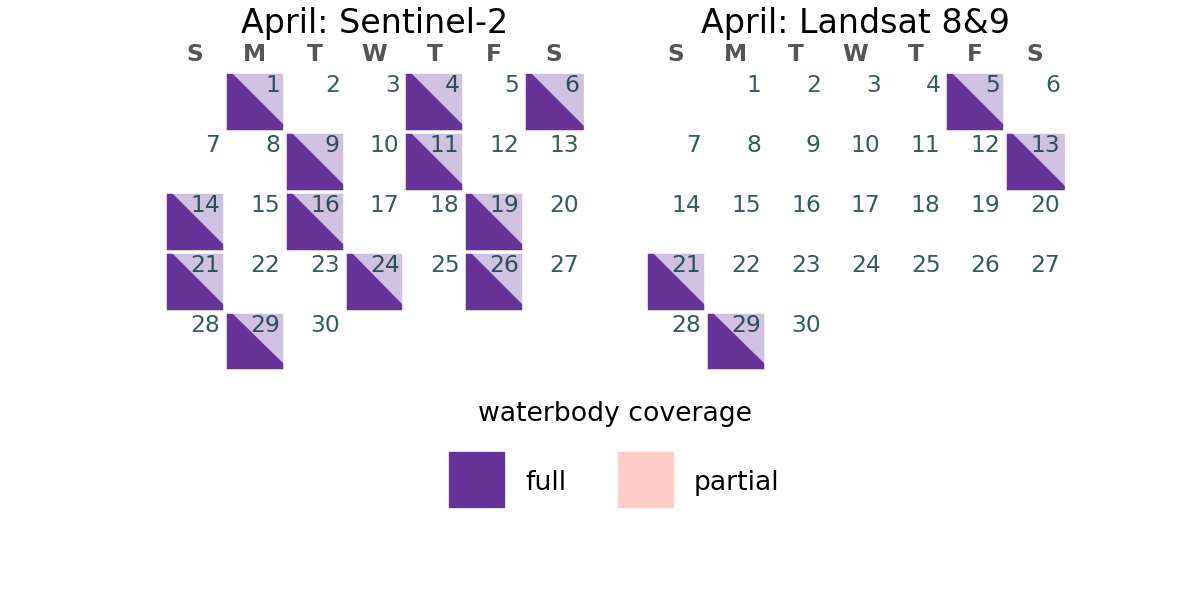 April: Sentinel-2
S M T W T F S
1 2 3 4 5 6
7 8 9 10 11 12 13
14 15 16 17 18 19 20
21 22 23 24 25 26 27
28 29 30
April: Landsat 8&9
S M T W T F S
1 2 3 4 5 6
7 8 9 10 11 12 13
14 15 16 17 18 19 20
21 22 23 24 25 26 27
28 29 30
waterbody coverage
full partial